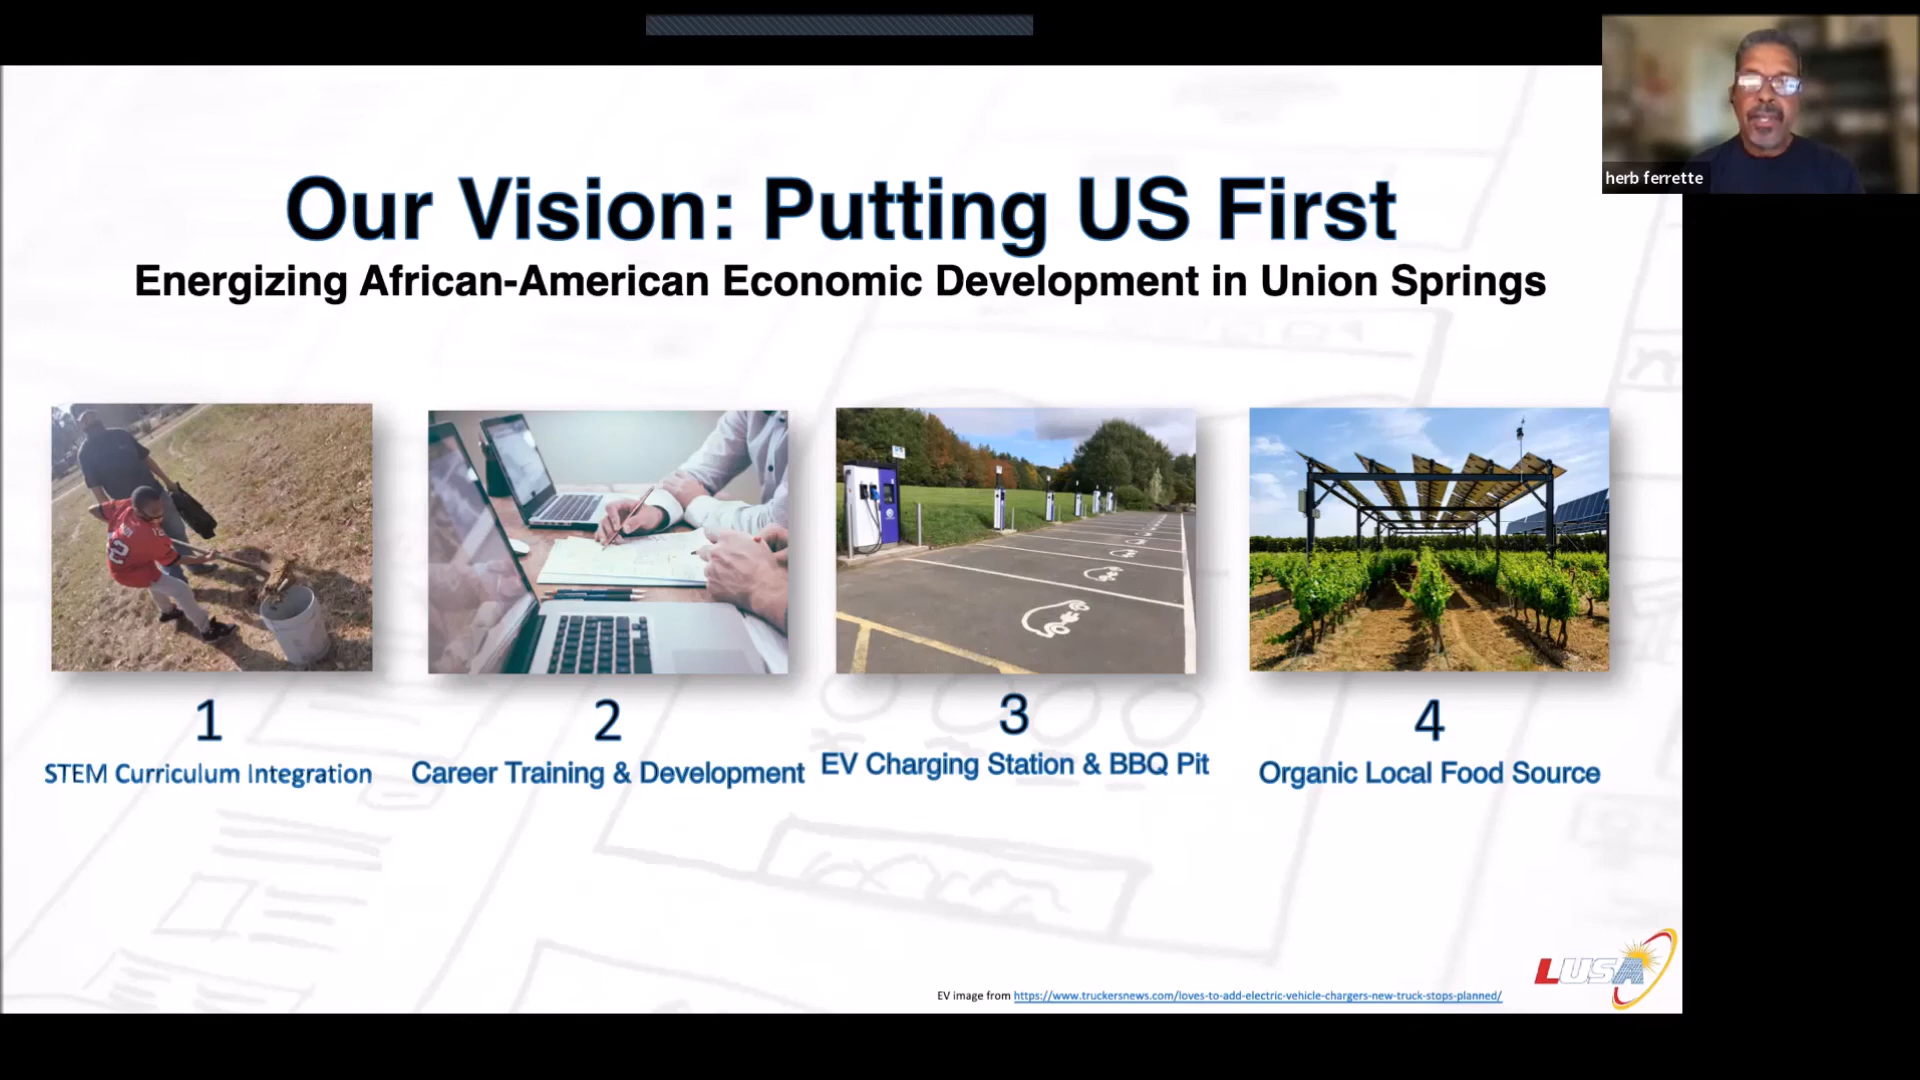 herb ferrette
Our Vision: Putting US First
Energizing African-American Economic Development in Union Springs
1
STEM Curriculum Integration
2
Career Training & Development
3
EV Charging Station & BBQ Pit
4
Organic Local Food Source
EV image from https://www.truckersnews.com/loves-to-add-electric-vehicle-chargers-new-truck-stops-planned/
LUSA